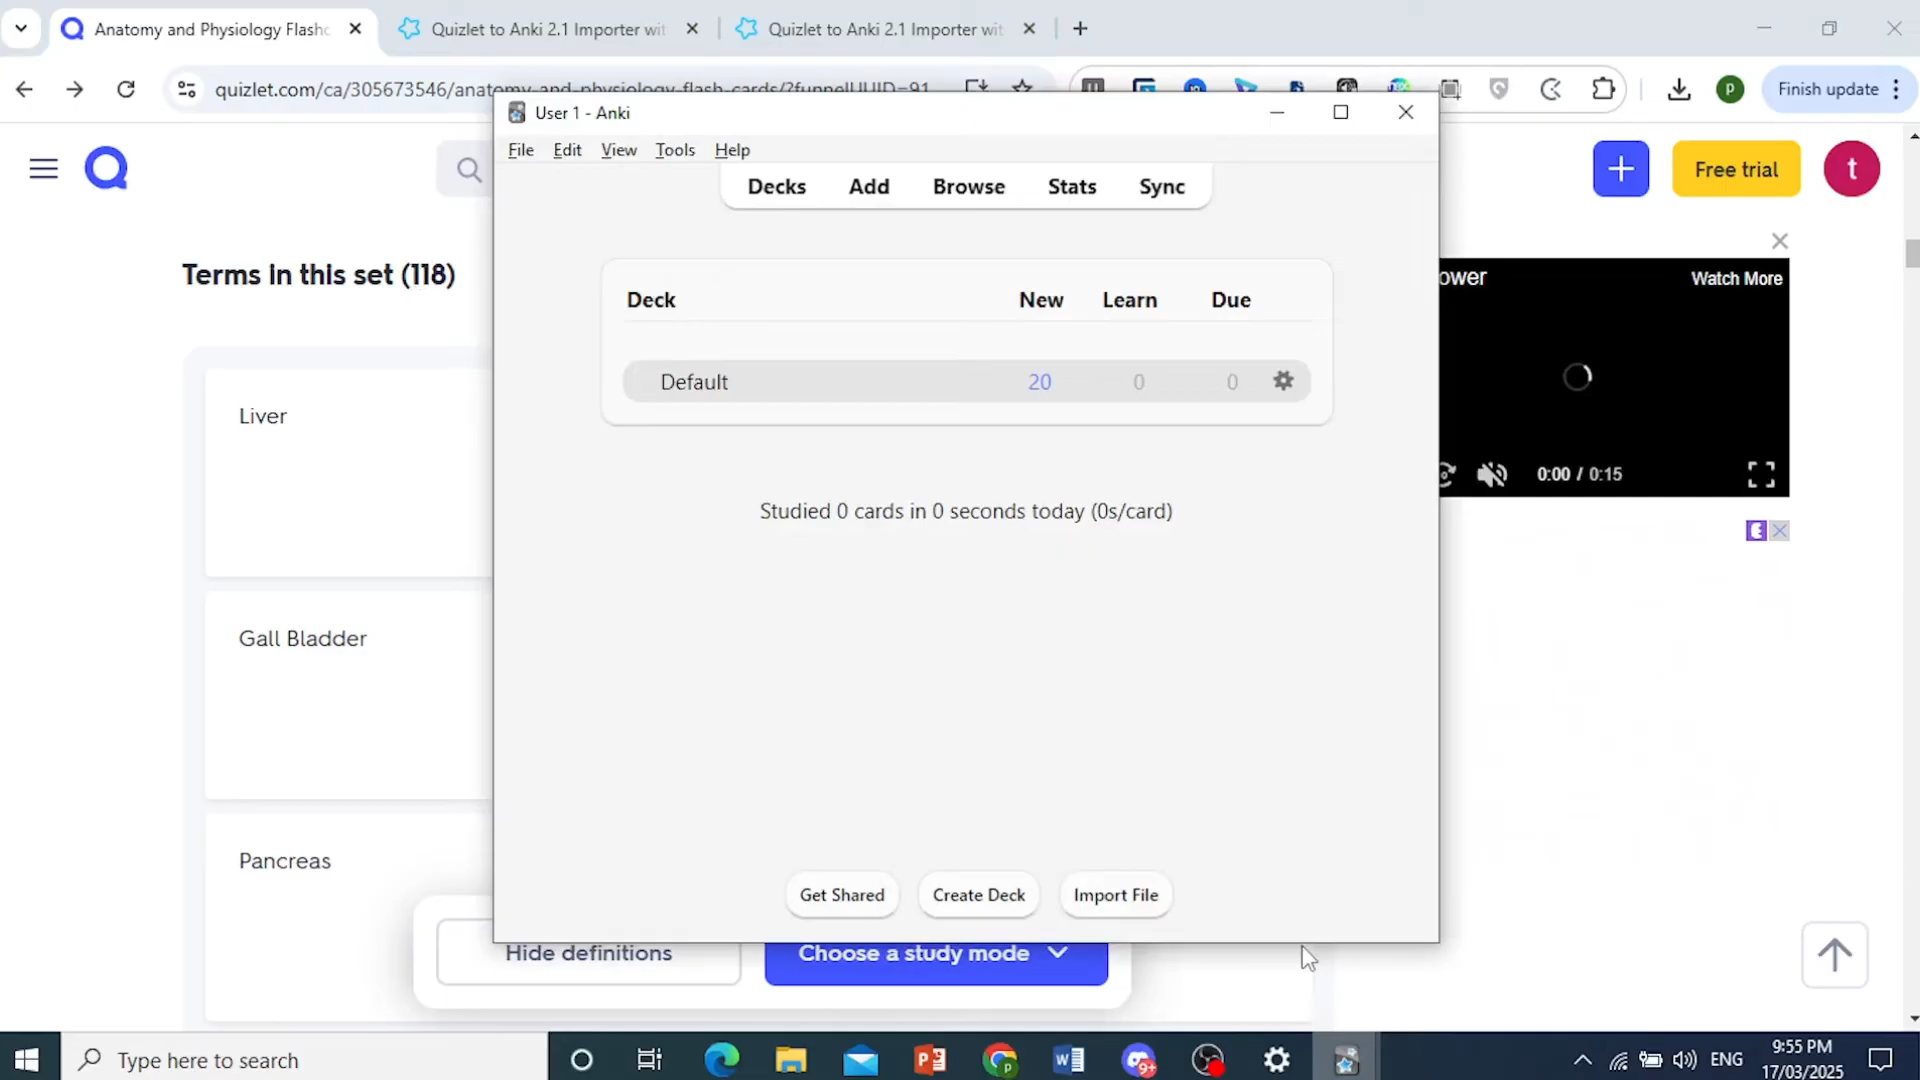 Anatomy and Physiology Flashc
Quizlet to Anki 2.1 Importer wit
Quizlet to Anki 2.1 Importer wit
quizlet.com/ca/305673546/anatomy-and-physiology-flash-cards/?funnelUUID=91
P
Finish update
User 1 - Anki
File Edit View Tools Help
Decks Add Browse Stats Sync
Free trial
t
Terms in this set (118)
ower
Watch More
Deck New Learn Due
Default 20 0 0
Liver
0:00 / 0:15
Studied 0 cards in 0 seconds today (0s/card)
Gall Bladder
Pancreas
Get Shared
Create Deck
Import File
Hide definitions
Choose a study mode
Type here to search
9+
ENG
9:55 PM
17/03/2025